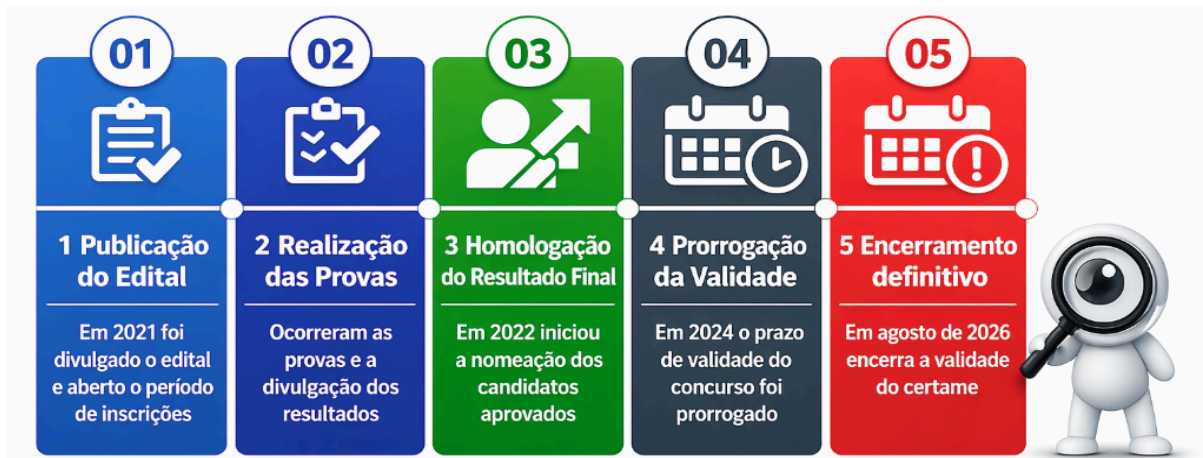 01
1 Publicação
do Edital
Em 2021 foi
divulgado o edital
e aberto o período
de inscrições
02
2 Realização
das Provas
Ocorreram as
provas e a
divulgação dos
resultados
03
3 Homologação
do Resultado Final
Em 2022 iniciou
a nomeação dos
candidatos
aprovados
04
4 Prorrogação
da Validade
Em 2024 o prazo
de validade do
concurso foi
prorrogado
05
5 Encerramento
definitivo
Em agosto de 2026
encerra a validade
do certame